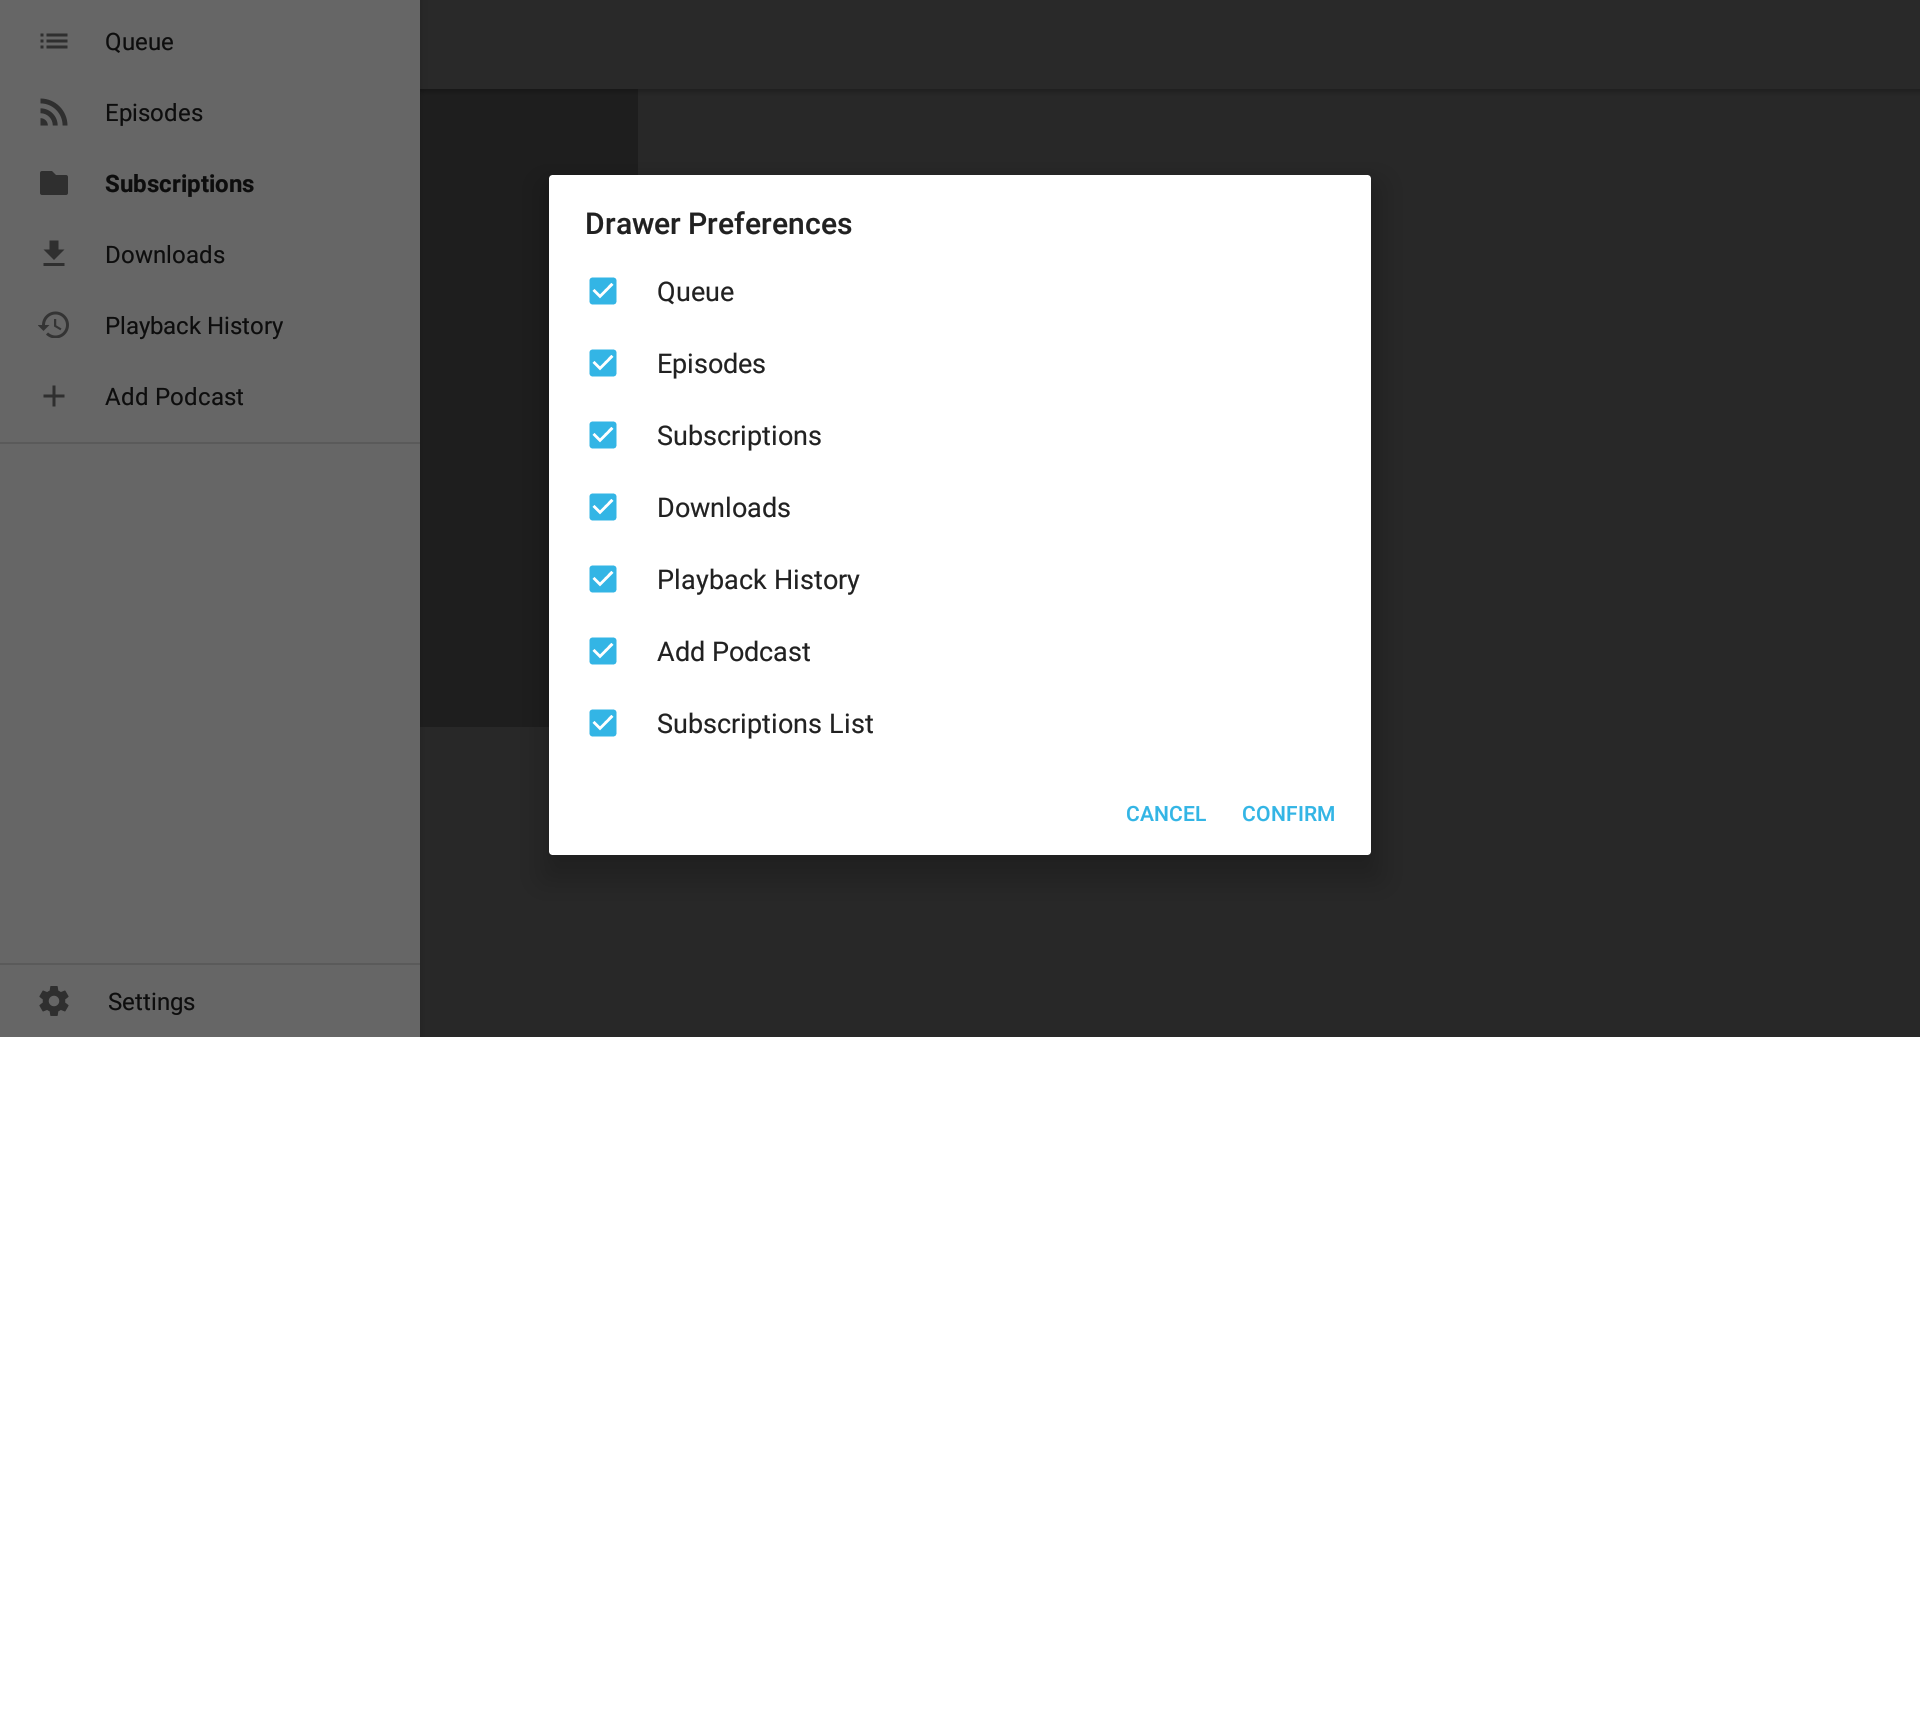 Queue
Episodes
Subscriptions
Downloads
Playback History
Add Podcast
Settings
Drawer Preferences
Queue
Episodes
Subscriptions
Downloads
Playback History
Add Podcast
Subscriptions List
CANCEL CONFIRM